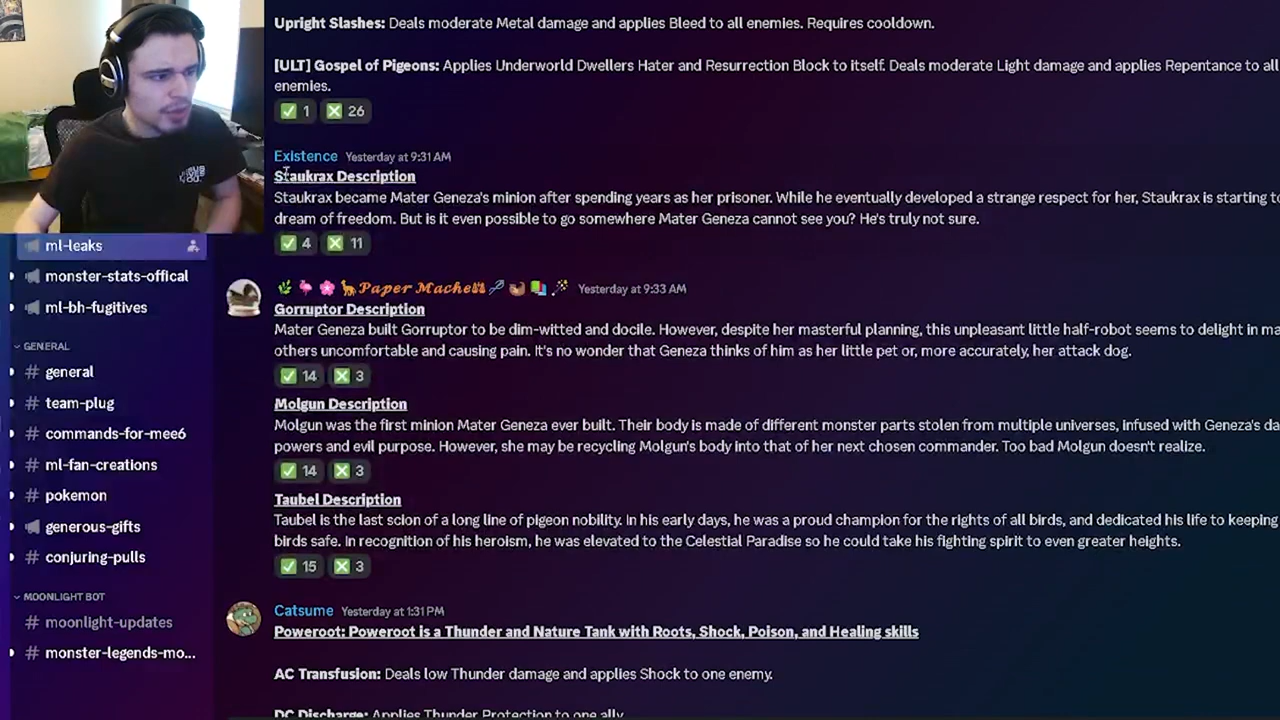 Upright Slashes: Deals moderate Metal damage and applies Bleed to all enemies. Requires cooldown.
[ULT] Gospel of Pigeons: Applies Underworld Dwellers Hater and Resurrection Block to itself. Deals moderate Light damage and applies Repentance to all
enemies.
1 26
Existence Yesterday at 9:31 AM
Staukrax Description
Staukrax became Mater Geneza's minion after spending years as her prisoner. While he eventually developed a strange respect for her, Staukrax is starting to
dream of freedom. But is it even possible to go somewhere Mater Geneza cannot see you? He's truly not sure.
4 11
Paper Mache Yesterday at 9:33 AM
Gorruptor Description
Mater Geneza built Gorruptor to be dim-witted and docile. However, despite her masterful planning, this unpleasant little half-robot seems to delight in ma
others uncomfortable and causing pain. It's no wonder that Geneza thinks of him as her little pet or, more accurately, her attack dog.
14 3
Molgun Description
Molgun was the first minion Mater Geneza ever built. Their body is made of different monster parts stolen from multiple universes, infused with Geneza's da
powers and evil purpose. However, she may be recycling Molgun's body into that of her next chosen commander. Too bad Molgun doesn't realize.
14 3
Taubel Description
Taubel is the last scion of a long line of pigeon nobility. In his early days, he was a proud champion for the rights of all birds, and dedicated his life to keeping
birds safe. In recognition of his heroism, he was elevated to the Celestial Paradise so he could take his fighting spirit to even greater heights.
15 3
Catsume Yesterday at 1:31 PM
Poweroot: Poweroot is a Thunder and Nature Tank with Roots, Shock, Poison, and Healing skills
AC Transfusion: Deals low Thunder damage and applies Shock to one enemy.
DC Discharge: Applies Thunder Protection to one ally.
ml-leaks
monster-stats-offical
ml-bh-fugitives
GENERAL
general
team-plug
commands-for-mee6
ml-fan-creations
pokemon
generous-gifts
conjuring-pulls
MOONLIGHT BOT
moonlight-updates
monster-legends-mo...